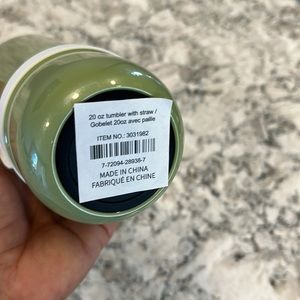 20 oz tumbler with straw /
Gobelet 20oz avec paille
ITEM NO.: 3031982
7-72094-28938-7
MADE IN CHINA
FABRIQUÉ EN CHINE